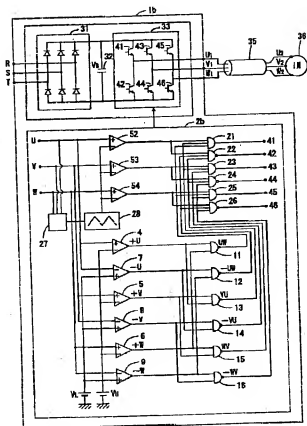 1b
31
33
R
S
T
32
VB
41
43
45
42
44
46
U1
V1
W1
35
U2
V2
W2
36
IM
2b
U
V
W
52
53
54
27
28
21
22
23
24
25
26
41
42
43
44
45
46
4
+U
7
-U
5
+V
8
-V
6
+W
9
-W
UW
11
-UW
12
VU
13
-VU
14
WV
15
-WV
16
VL
VH